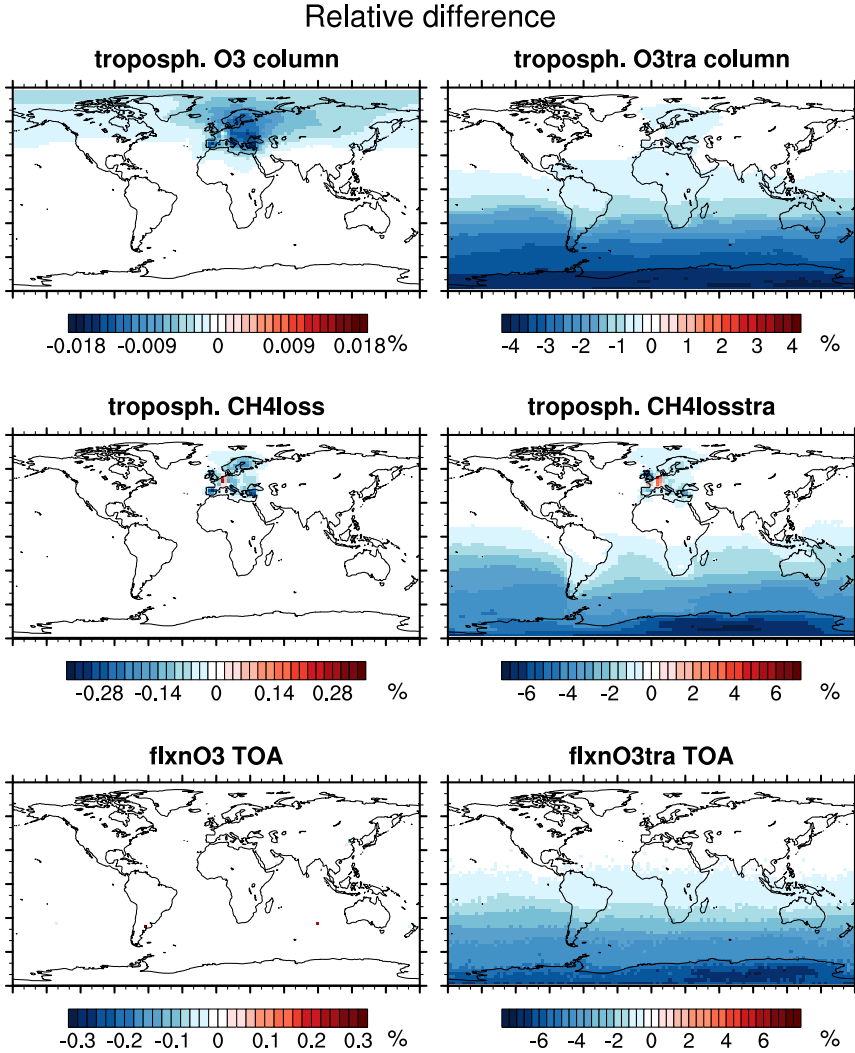 Relative difference
troposph. O3 column
troposph. O3tra column
-0.018 -0.009 0 0.009 0.018 %
-4 -3 -2 -1 0 1 2 3 4 %
troposph. CH4loss
troposph. CH4losstra
-0.28 -0.14 0 0.14 0.28 %
-6 -4 -2 0 2 4 6 %
flxnO3 TOA
flxnO3tra TOA
-0.3 -0.2 -0.1 0 0.1 0.2 0.3 %
-6 -4 -2 0 2 4 6 %